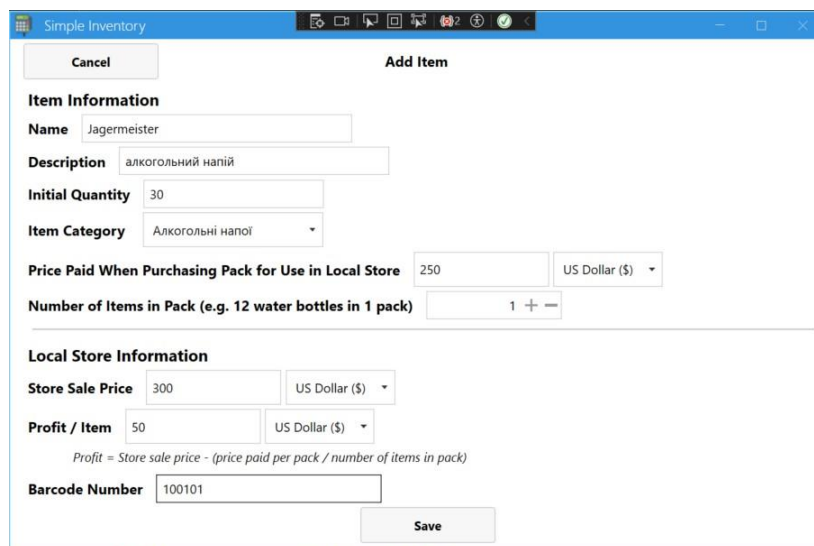 Simple Inventory 2
Cancel Add Item
Item Information
Name Jagermeister
Description алкогольний напій
Initial Quantity 30
Item Category Алкогольні напої
Price Paid When Purchasing Pack for Use in Local Store 250 US Dollar ($)
Number of Items in Pack (e.g. 12 water bottles in 1 pack) 1 + −
Local Store Information
Store Sale Price 300 US Dollar ($)
Profit / Item 50 US Dollar ($)
Profit = Store sale price - (price paid per pack / number of items in pack)
Barcode Number 100101
Save